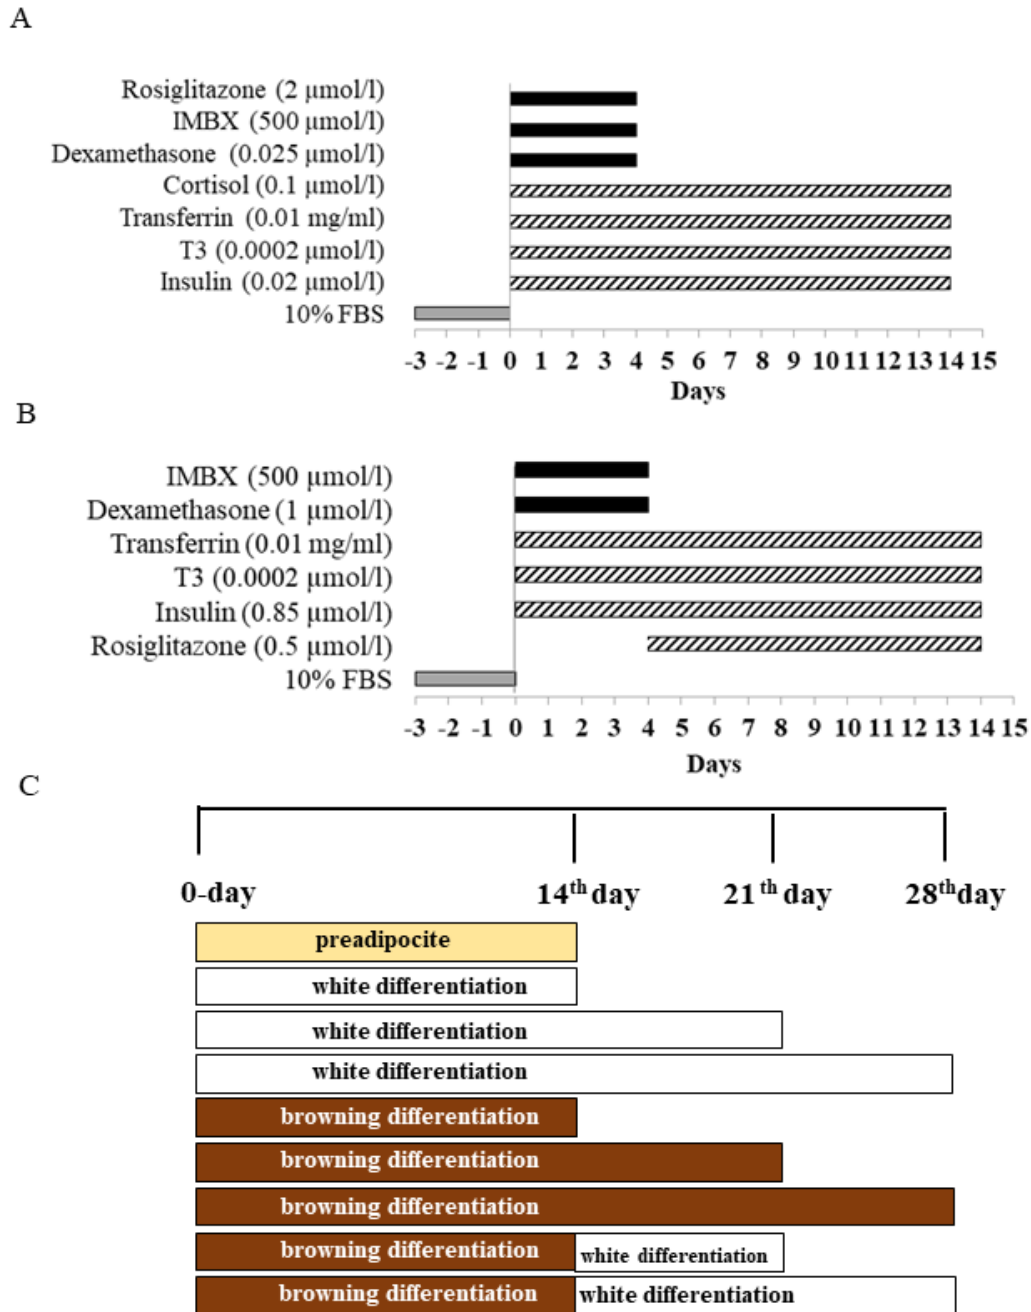 A
Rosiglitazone (2 µmol/l)
IMBX (500 µmol/l)
Dexamethasone (0.025 µmol/l)
Cortisol (0.1 µmol/l)
Transferrin (0.01 mg/ml)
T3 (0.0002 µmol/l)
Insulin (0.02 µmol/l)
10% FBS
-3 -2 -1 0 1 2 3 4 5 6 7 8 9 10 11 12 13 14 15
Days
B
IMBX (500 µmol/l)
Dexamethasone (1 µmol/l)
Transferrin (0.01 mg/ml)
T3 (0.0002 µmol/l)
Insulin (0.85 µmol/l)
Rosiglitazone (0.5 µmol/l)
10% FBS
-3 -2 -1 0 1 2 3 4 5 6 7 8 9 10 11 12 13 14 15
Days
C
0-day 14th day 21th day 28thday
preadipocite
white differentiation
white differentiation
white differentiation
browning differentiation
browning differentiation
browning differentiation
browning differentiation white differentiation
browning differentiation white differentiation